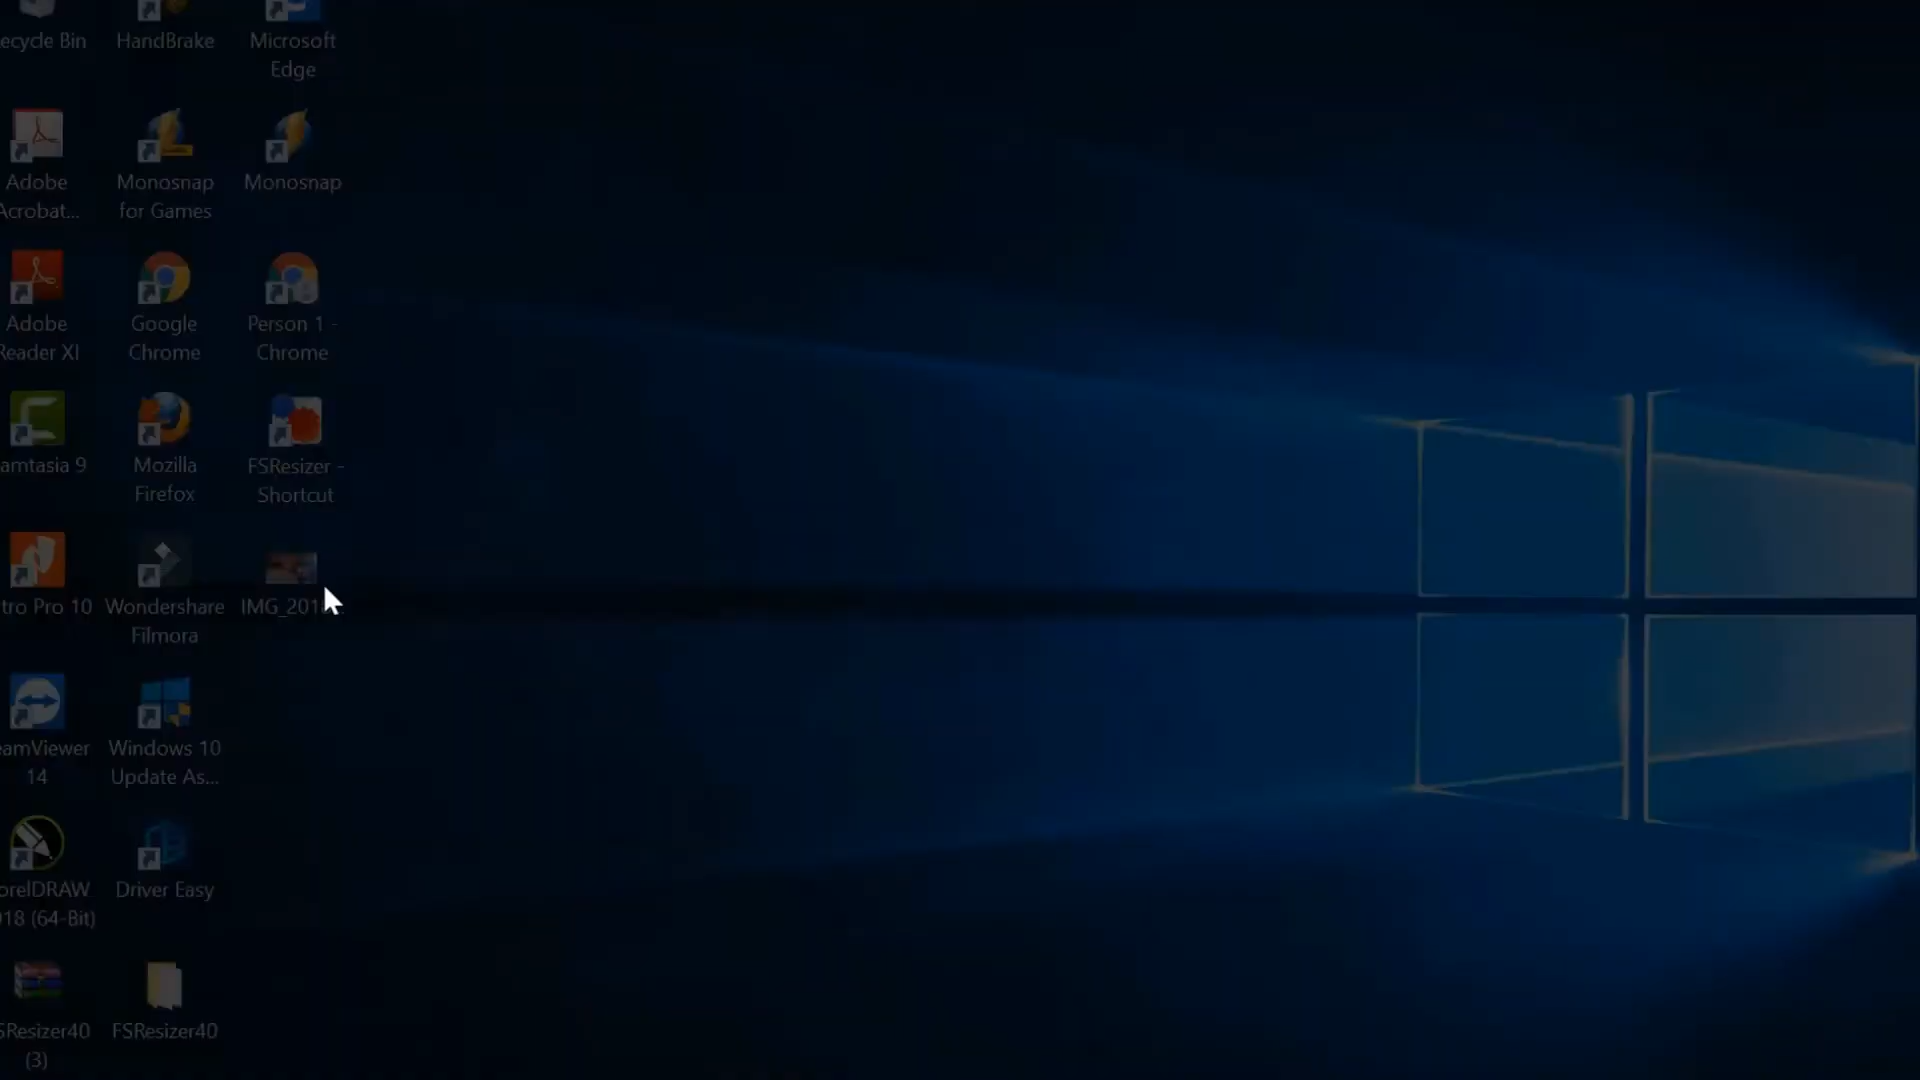 ecycle Bin
HandBrake
Microsoft
Edge
Adobe
Acrobat...
Monosnap
for Games
Monosnap
Adobe
Reader XI
Google
Chrome
Person 1 -
Chrome
amtasia 9
Mozilla
Firefox
FSResizer -
Shortcut
tro Pro 10
Wondershare
Filmora
IMG_201
eamViewer
14
Windows 10
Update As...
orelDRAW
018 (64-Bit)
Driver Easy
SResizer40
(3)
FSResizer40